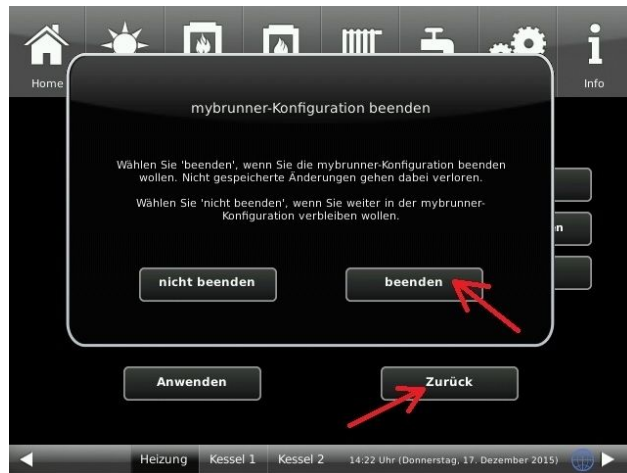 Home
Info
mybrunner-Konfiguration beenden
Wählen Sie 'beenden', wenn Sie die mybrunner-Konfiguration beenden
wollen. Nicht gespeicherte Änderungen gehen dabei verloren.
Wählen Sie 'nicht beenden', wenn Sie weiter in der mybrunner-
Konfiguration verbleiben wollen.
n
nicht beenden
beenden
Anwenden
Zurück
Heizung
Kessel 1
Kessel 2
14:22 Uhr (Donnerstag, 17. Dezember 2015)